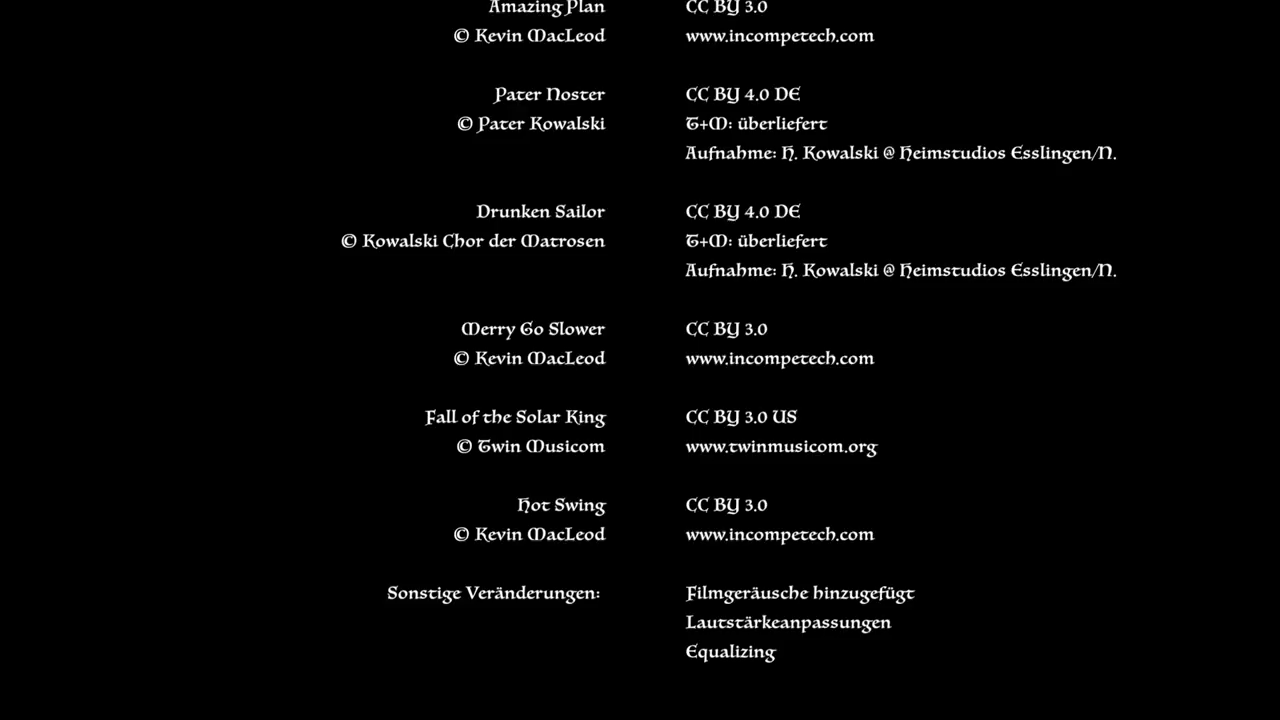 Amazing Plan CC BY 3.0
© Kevin MacLeod www.incompetech.com
Pater Noster CC BY 4.0 DE
© Pater Kowalski T+M: überliefert
Aufnahme: H. Kowalski @ Heimstudios Esslingen/N.
Drunken Sailor CC BY 4.0 DE
© Kowalski Chor der Matrosen T+M: überliefert
Aufnahme: H. Kowalski @ Heimstudios Esslingen/N.
Merry Go Slower CC BY 3.0
© Kevin MacLeod www.incompetech.com
Fall of the Solar King CC BY 3.0 US
© Twin Musicom www.twinmusicom.org
Hot Swing CC BY 3.0
© Kevin MacLeod www.incompetech.com
Sonstige Veränderungen: Filmgeräusche hinzugefügt
Lautstärkeanpassungen
Equalizing